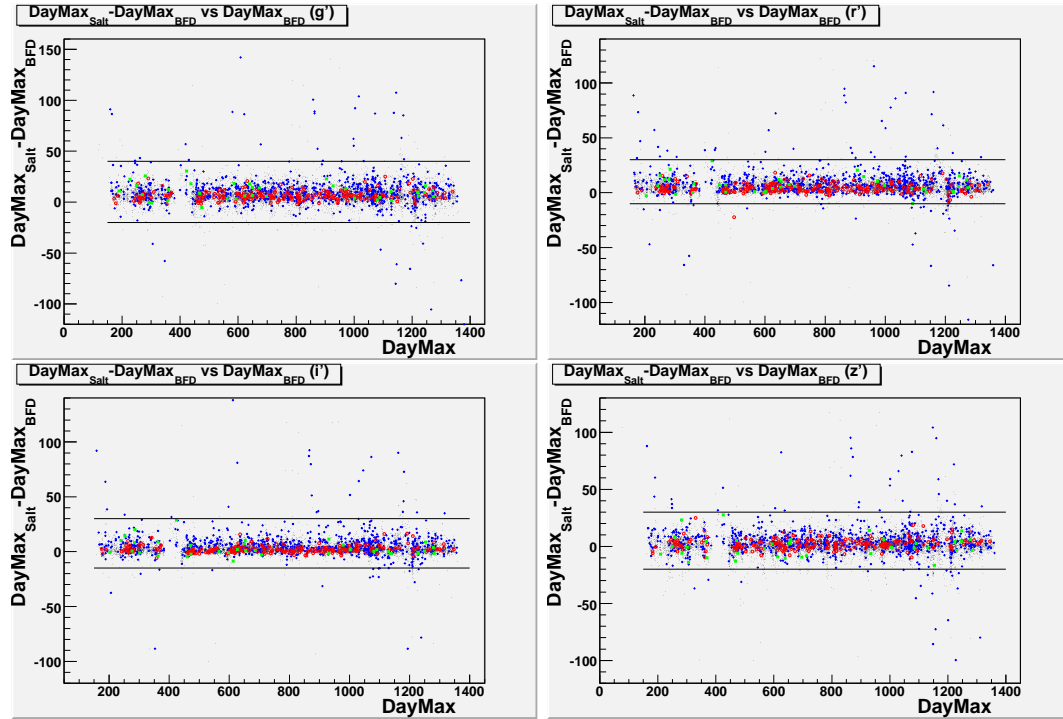 DayMax_Salt-DayMax_BFD vs DayMax_BFD (g')
DayMax_Salt-DayMax_BFD
150
100
50
0
-50
-100
0 200 400 600 800 1000 1200 1400
DayMax
DayMax_Salt-DayMax_BFD vs DayMax_BFD (r')
DayMax_Salt-DayMax_BFD
100
50
0
-50
-100
200 400 600 800 1000 1200 1400
DayMax
DayMax_Salt-DayMax_BFD vs DayMax_BFD (i')
DayMax_Salt-DayMax_BFD
100
50
0
-50
-100
200 400 600 800 1000 1200 1400
DayMax
DayMax_Salt-DayMax_BFD vs DayMax_BFD (z')
DayMax_Salt-DayMax_BFD
100
50
0
-50
-100
0 200 400 600 800 1000 1200 1400
DayMax